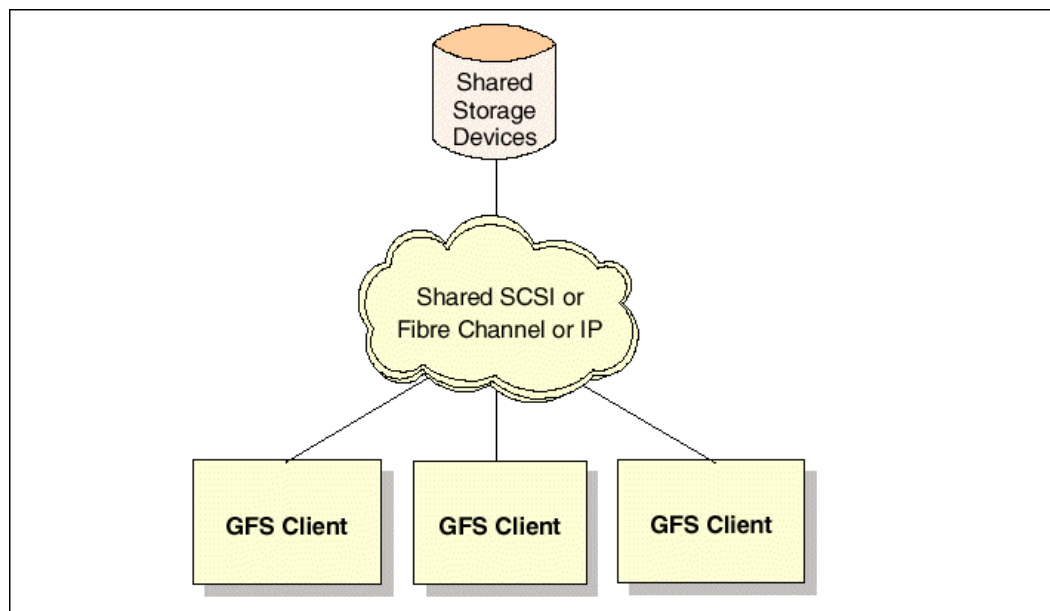 Shared
Storage
Devices
Shared SCSI or
Fibre Channel or IP
GFS Client
GFS Client
GFS Client